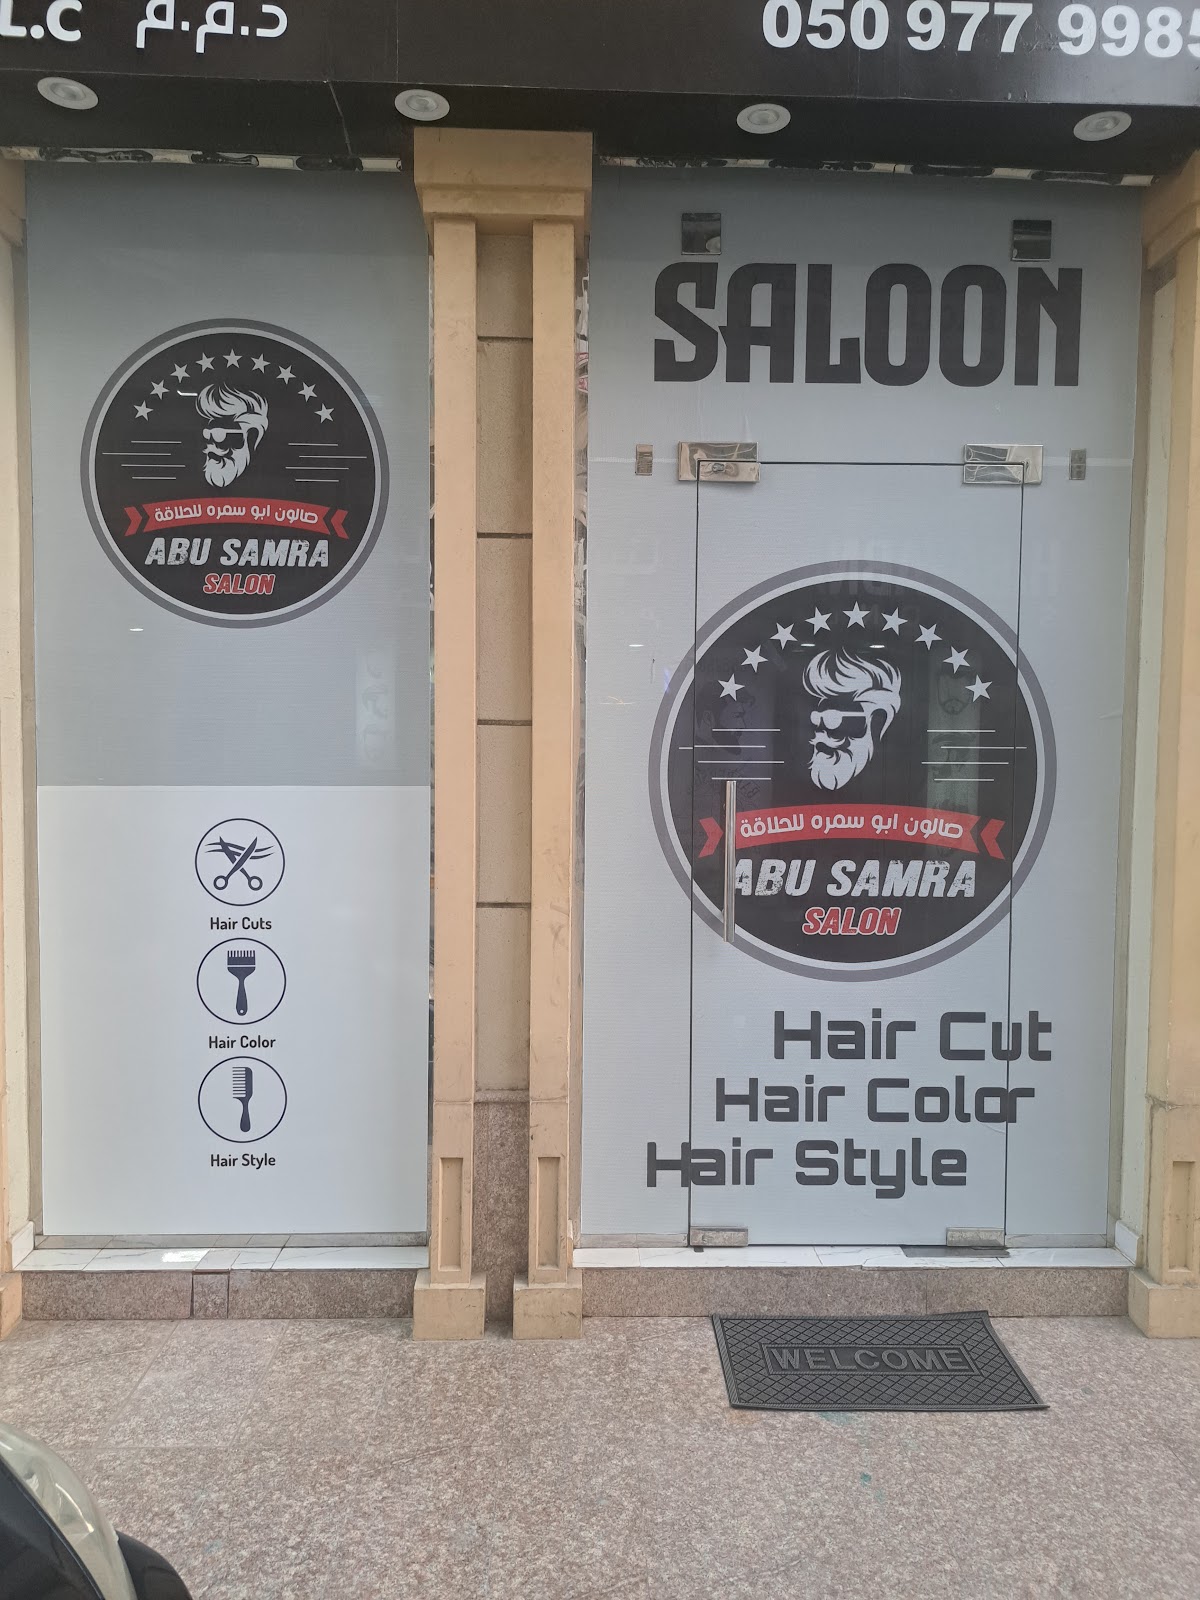 L.C د.م.م
050 977 9985
صالون ابو سمره للحلاقة
ABU SAMRA
SALON
Hair Cuts
Hair Color
Hair Style
SALOON
صالون ابو سمره للحلاقة
ABU SAMRA
SALON
Hair Cut
Hair Color
Hair Style
WELCOME